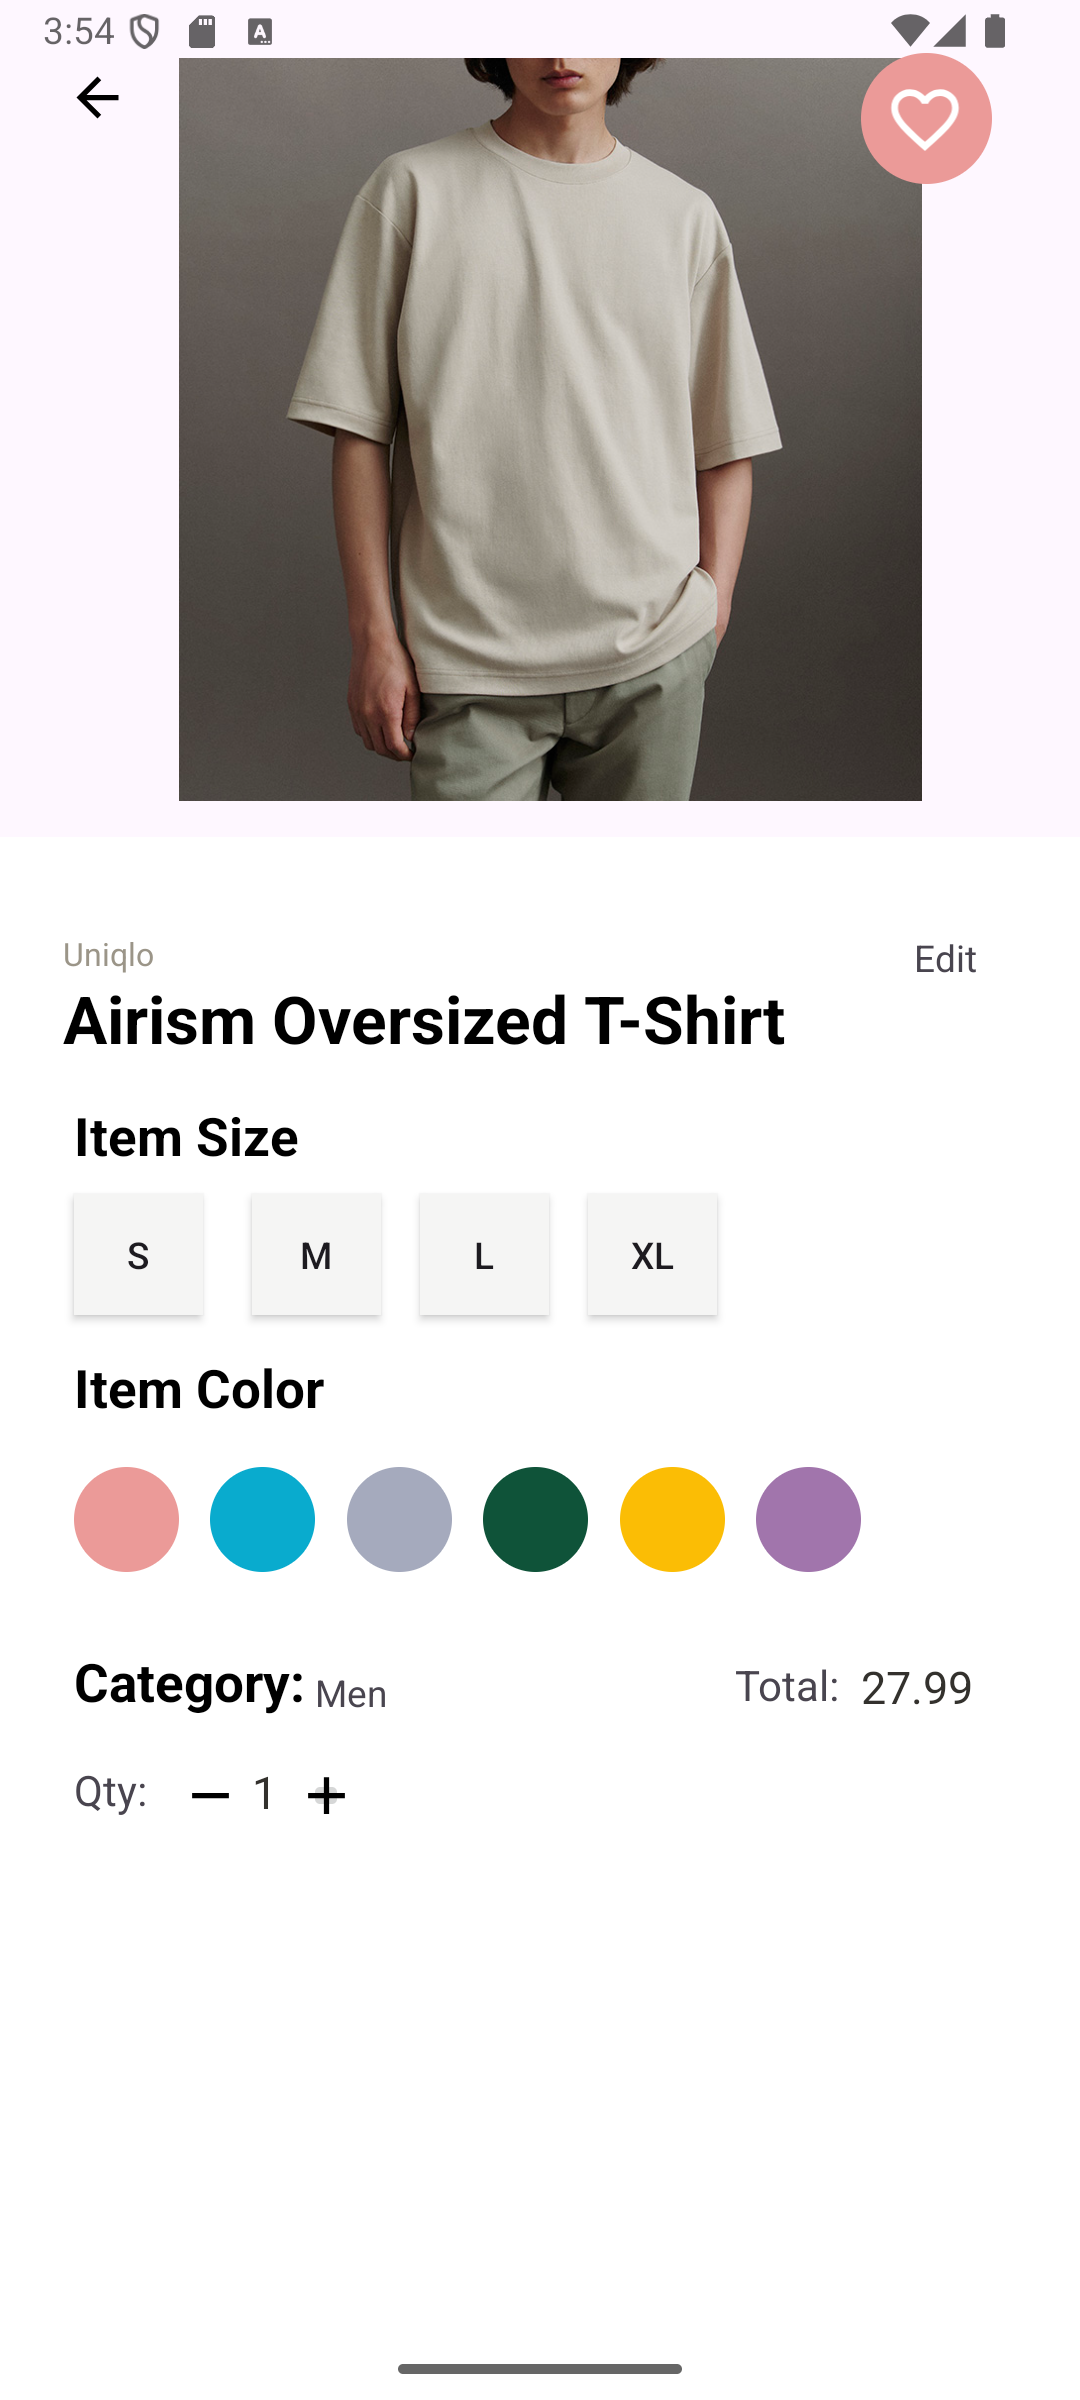 3:54
A
Uniqlo
Edit
Airism Oversized T-Shirt
Item Size
S M L XL
Item Color
Category: Men
Total: 27.99
Qty: 1